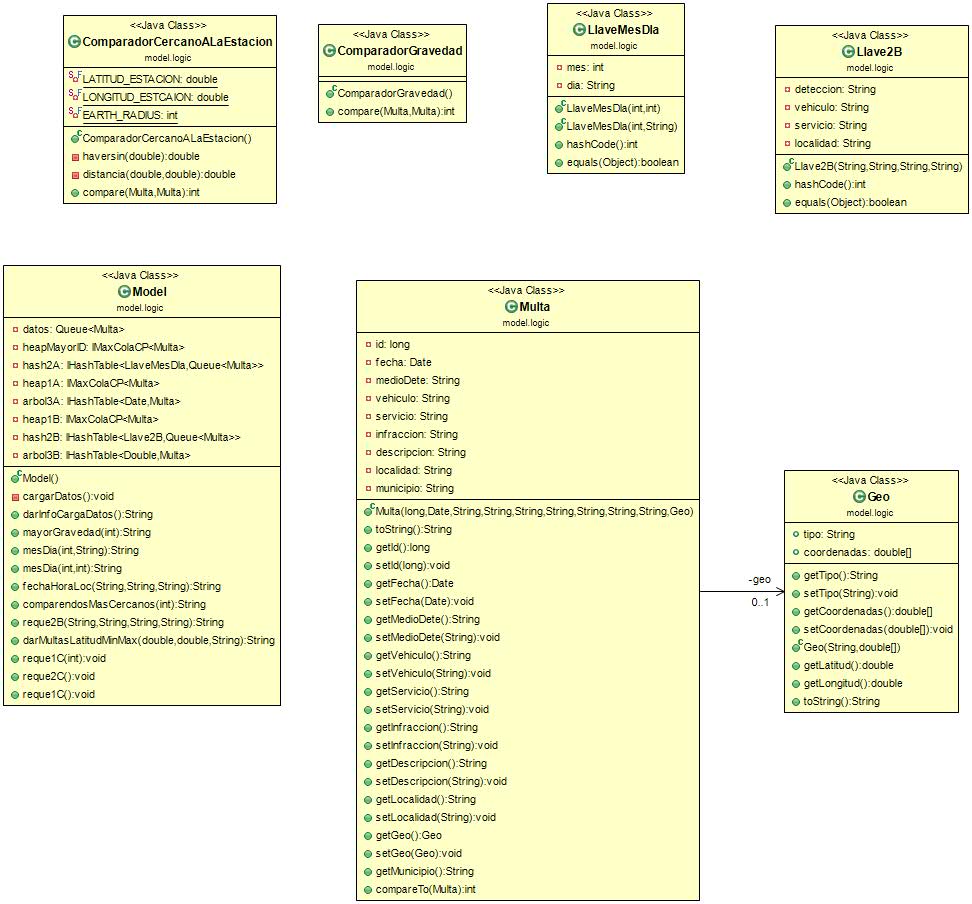 <<Java Class>>
ComparadorCercanoALaEstacion
model.logic
LATITUD_ESTACION: double
LONGITUD_ESTCAION: double
EARTH_RADIUS: int
ComparadorCercanoALaEstacion()
haversin(double):double
distancia(double,double):double
compare(Multa,Multa):int
<<Java Class>>
ComparadorGravedad
model.logic
ComparadorGravedad()
compare(Multa,Multa):int
<<Java Class>>
LlaveMesDIa
model.logic
mes: int
dia: String
LlaveMesDIa(int,int)
LlaveMesDIa(int,String)
hashCode():int
equals(Object):boolean
<<Java Class>>
Llave2B
model.logic
deteccion: String
vehiculo: String
servicio: String
localidad: String
Llave2B(String,String,String,String)
hashCode():int
equals(Object):boolean
<<Java Class>>
Model
model.logic
datos: Queue<Multa>
heapMayorID: IMaxColaCP<Multa>
hash2A: IHashTable<LlaveMesDIa,Queue<Multa>>
heap1A: IMaxColaCP<Multa>
arbol3A: IHashTable<Date,Multa>
heap1B: IMaxColaCP<Multa>
hash2B: IHashTable<Llave2B,Queue<Multa>>
arbol3B: IHashTable<Double,Multa>
Model()
cargarDatos():void
darInfoCargaDatos():String
mayorGravedad(int):String
mesDia(int,String):String
mesDia(int,int):String
fechaHoraLoc(String,String,String):String
comparendosMasCercanos(int):String
reque2B(String,String,String,String):String
darMultasLatitudMinMax(double,double,String):String
reque1C(int):void
reque2C():void
reque1C():void
<<Java Class>>
Multa
model.logic
id: long
fecha: Date
medioDete: String
vehiculo: String
servicio: String
infraccion: String
descripcion: String
localidad: String
municipio: String
Multa(long,Date,String,String,String,String,String,String,String,Geo)
toString():String
getId():long
setId(long):void
getFecha():Date
setFecha(Date):void
getMedioDete():String
setMedioDete(String):void
getVehiculo():String
setVehiculo(String):void
getServicio():String
setServicio(String):void
getInfraccion():String
setInfraccion(String):void
getDescripcion():String
setDescripcion(String):void
getLocalidad():String
setLocalidad(String):void
getGeo():Geo
setGeo(Geo):void
getMunicipio():String
compareTo(Multa):int
-geo
0..1
<<Java Class>>
Geo
model.logic
tipo: String
coordenadas: double[]
getTipo():String
setTipo(String):void
getCoordenadas():double[]
setCoordenadas(double[]):void
Geo(String,double[])
getLatitud():double
getLongitud():double
toString():String